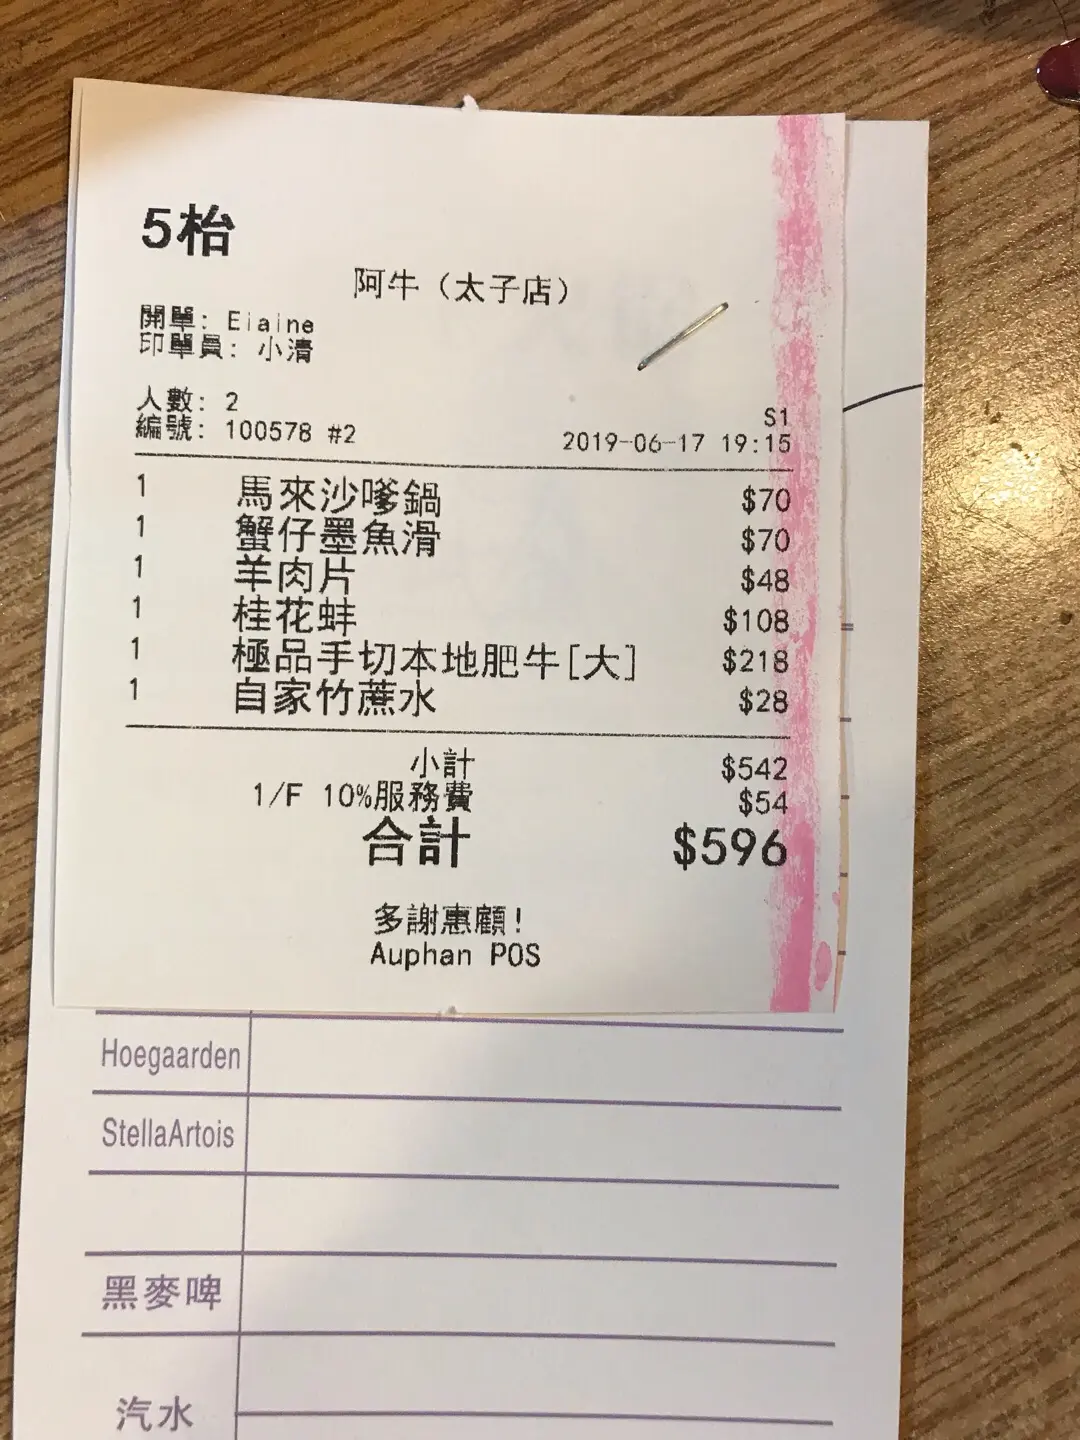 5枱
阿牛（太子店）
開單: Eiaine
印單員: 小清
人數: 2
S1
編號: 100578 #2 2019-06-17 19:15
1 馬來沙嗲鍋 $70
1 蟹仔墨魚滑 $70
1 羊肉片 $48
1 桂花蚌 $108
1 極品手切本地肥牛[大] $218
1 自家竹蔗水 $28
小計 $542
1/F 10%服務費 $54
合計 $596
多謝惠顧!
Auphan POS
Hoegaarden
StellaArtois
黑麥啤
汽水